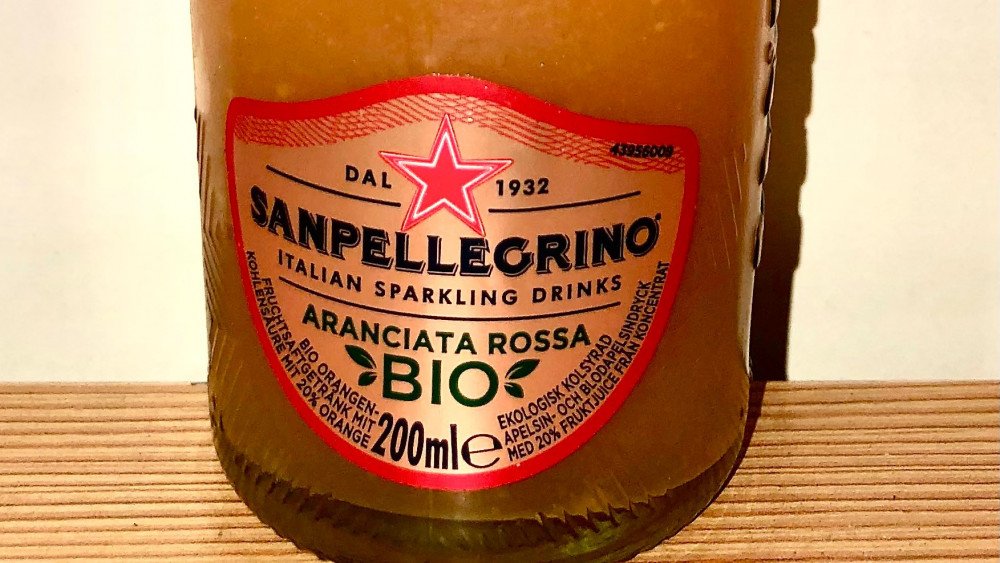 43956009
DAL 1932
SANPELLEGRINO
ITALIAN SPARKLING DRINKS
ARANCIATA ROSSA
BIO
BIO ORANGEN-
FRUCHTSAFTGETRÄNK MIT
KOHLENSÄURE MIT 20% ORANGE
200ml e
EKOLOGISK KOLSYRAD
APELSIN- OCH BLODAPELSINDRYCK
MED 20% FRUKTJUICE FRÅN KONCENTRAT